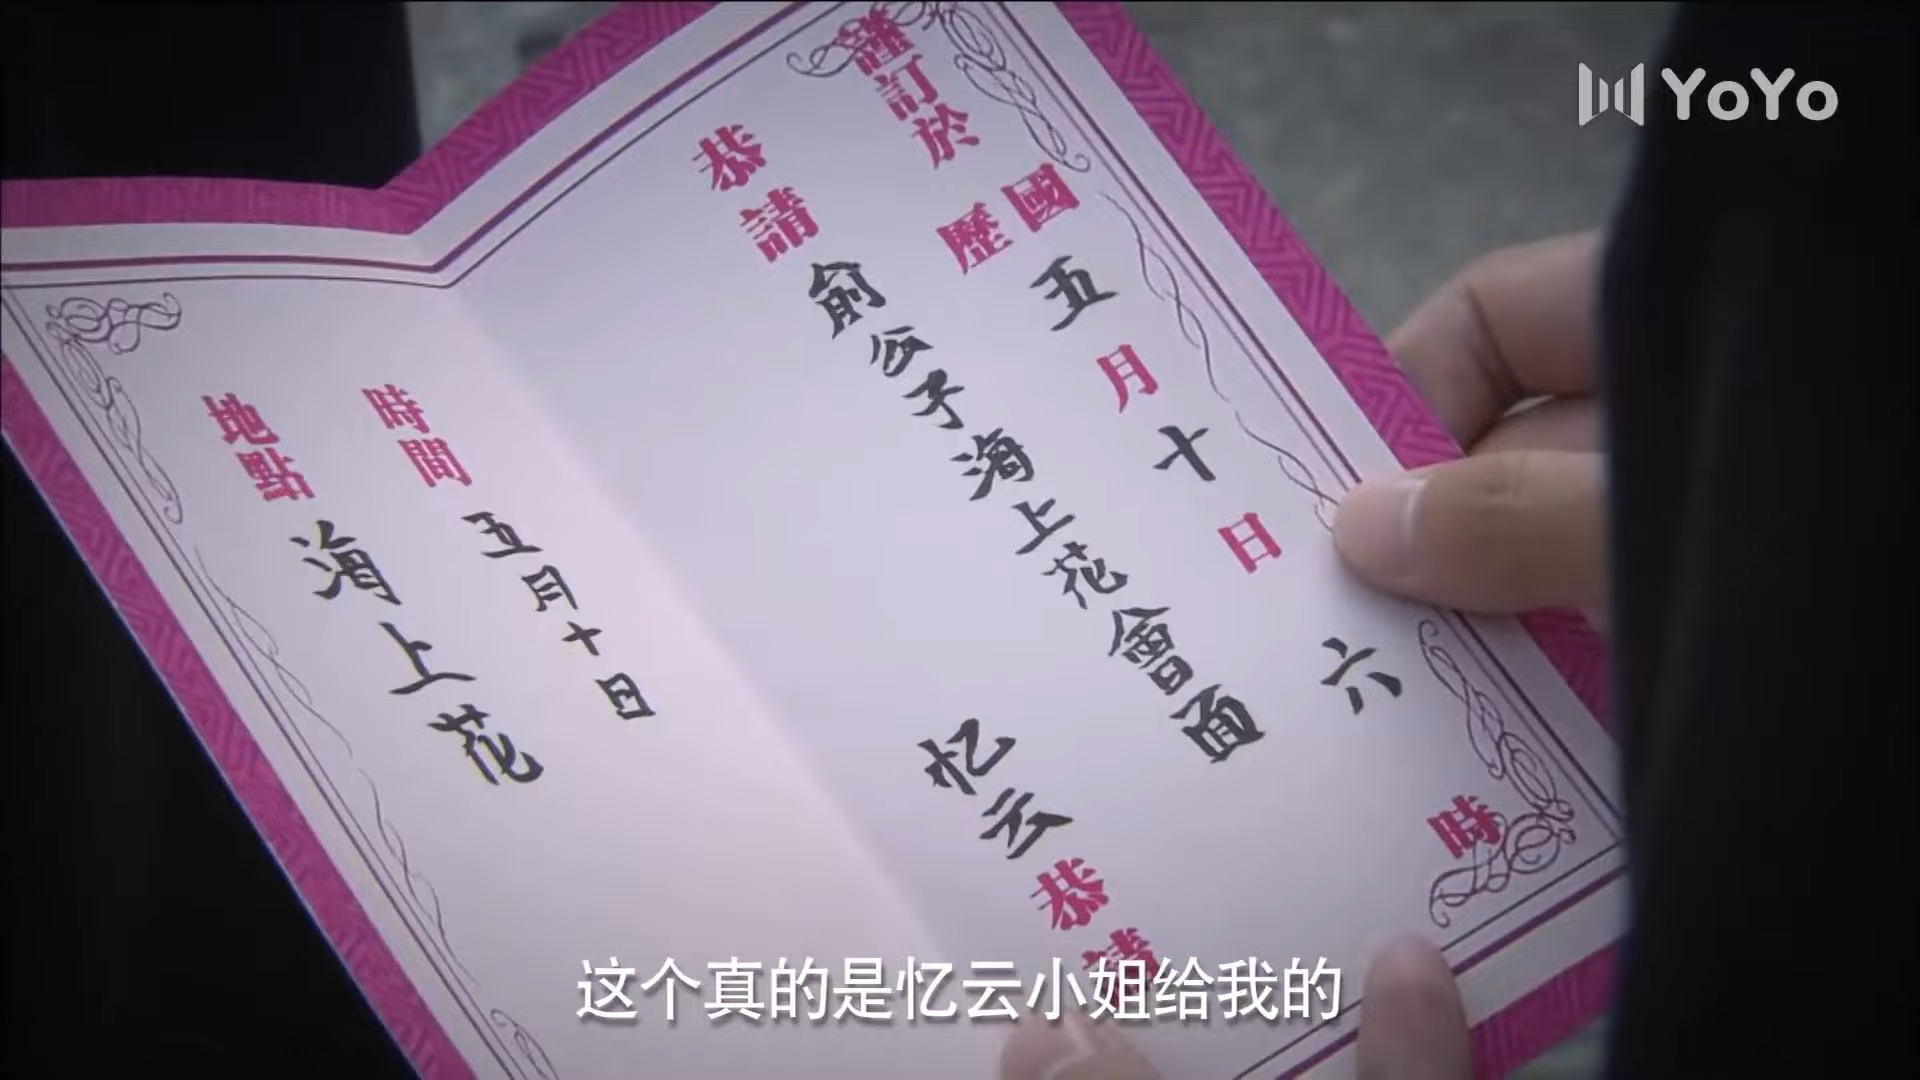 YoYo
謹訂於
國歷五月十日六時
恭請俞公子海上花會面
忆云恭請
時間五月十日
地點海上花
这个真的是忆云小姐给我的